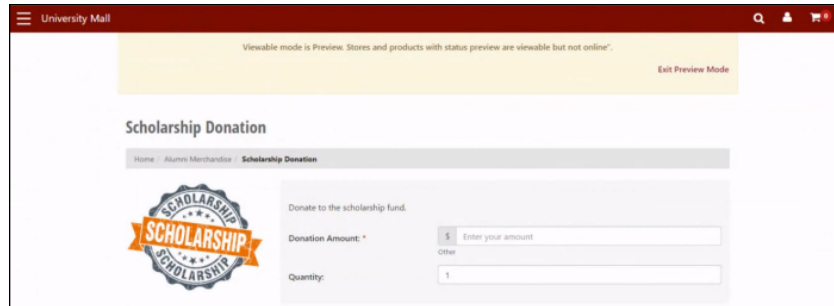 University Mall
0
Viewable mode is Preview. Stores and products with status preview are viewable but not online".
Exit Preview Mode
Scholarship Donation
Home / Alumni Merchandise / Scholarship Donation
SCHOLARSHIP
SCHOLARSHIP
SCHOLARSHIP
Donate to the scholarship fund.
Donation Amount: * $ Enter your amount
Other
Quantity: 1